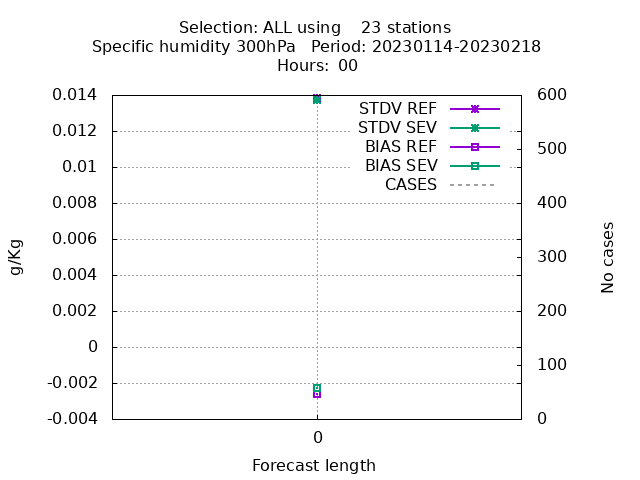 Selection: ALL using    23 stations
Specific humidity 300hPa   Period: 20230114-20230218
Hours: 00
0.014
0.012
0.01
0.008
0.006
0.004
0.002
0
-0.002
-0.004
g/Kg
STDV REF
STDV SEV
BIAS REF
BIAS SEV
CASES
600
500
400
300
200
100
0
No cases
0
Forecast length